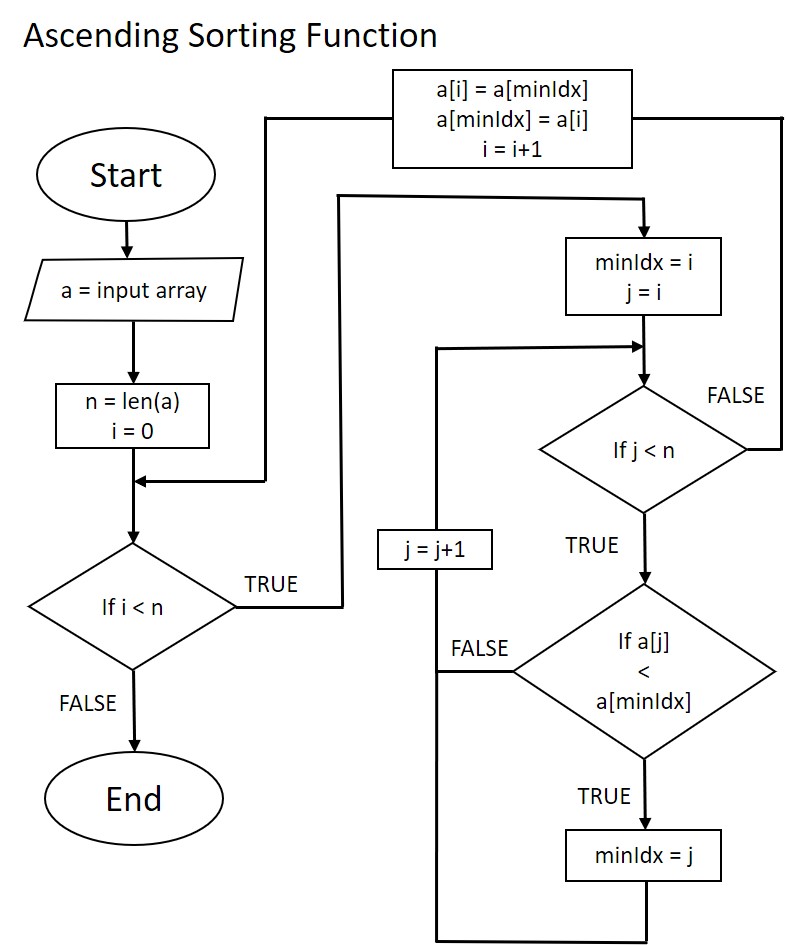 Ascending Sorting Function
Start
a = input array
n = len(a)
i = 0
If i < n
TRUE
FALSE
End
minIdx = i
j = i
If j < n
FALSE
TRUE
If a[j]
<
a[minIdx]
FALSE
TRUE
minIdx = j
j = j+1
a[i] = a[minIdx]
a[minIdx] = a[i]
i = i+1